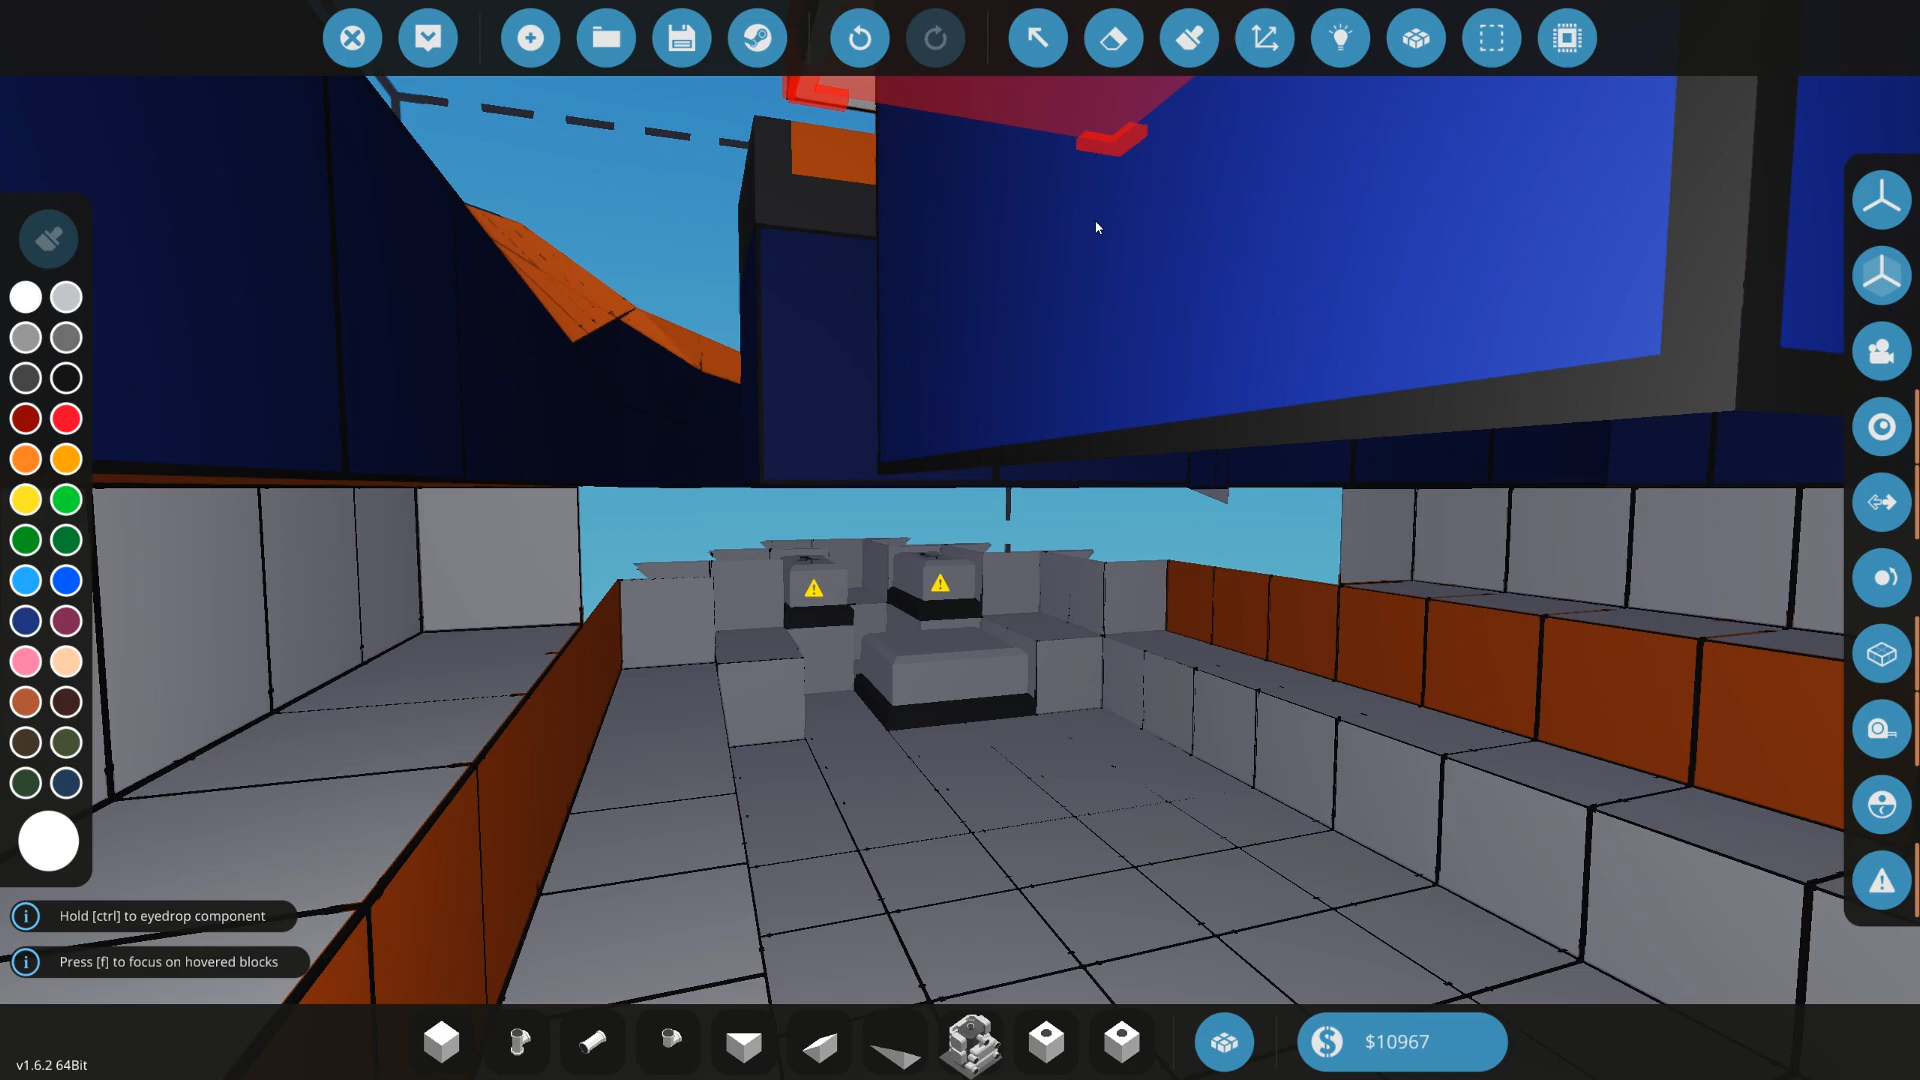 Hold [ctrl] to eyedrop component
Press [f] to focus on hovered blocks
v1.6.2 64Bit
$10967